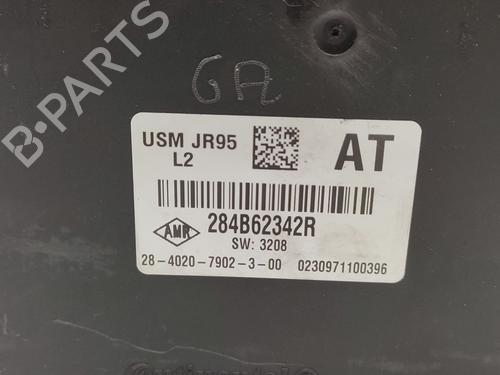 GA
USM JR95
L2
AT
AMR
284B62342R
SW: 3208
28-4020-7902-3-00 0230971100396
B-PARTS